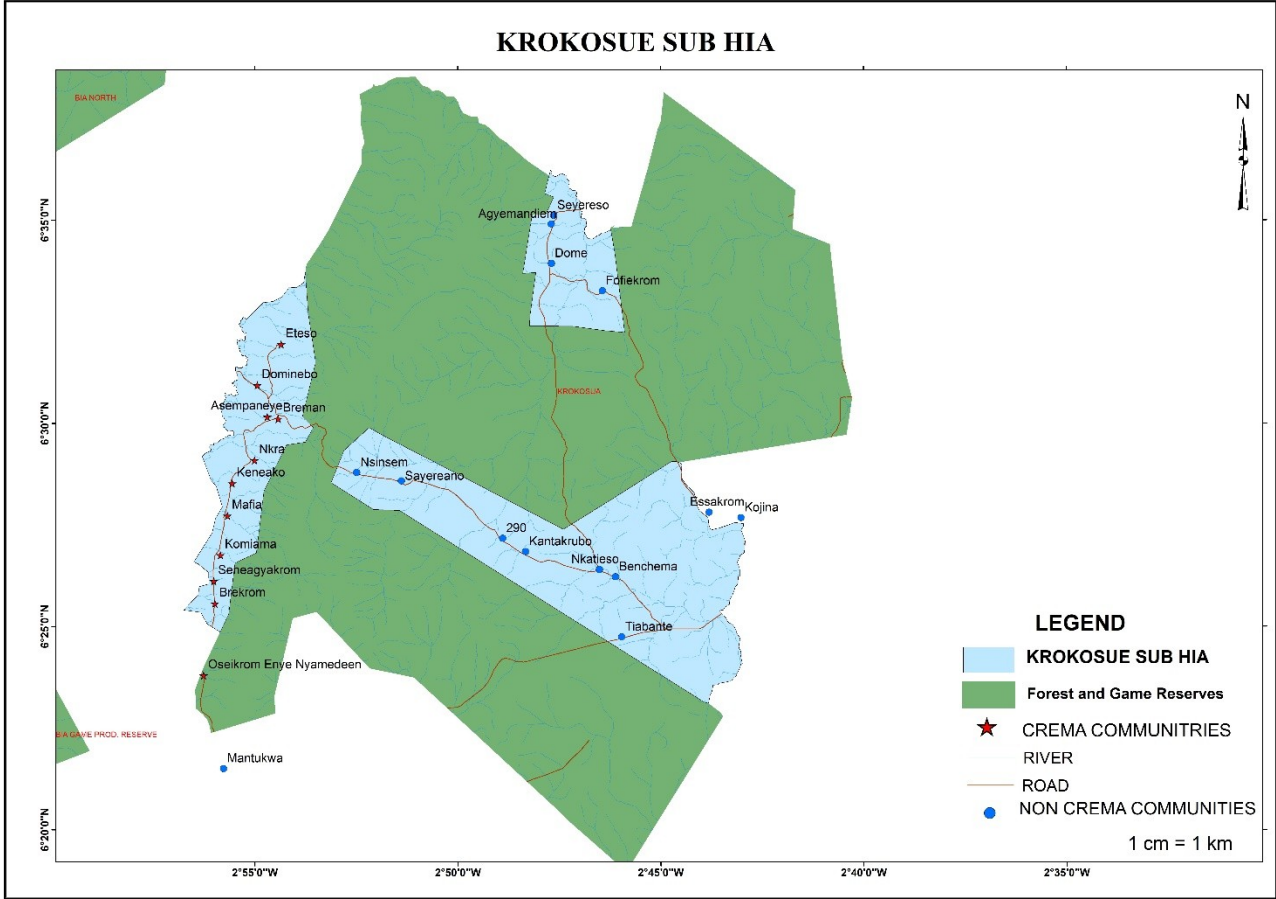 KROKOSUE SUB HIA
BIA NORTH
N
Seyereso
Agyemandiem
Dome
Fofiekrom
Eteso
Dominebo
KROKOSUA
Asempaneye
Breman
Nkra
Keneako
Nsinsem
Sayereano
Mafia
Essakrom
Kojina
290
Kantakrubo
Komiama
Nkatieso
Benchema
Seheagyakrom
Brekrom
Tiabante
Oseikrom Enye Nyamedeen
BIA GAME PROD. RESERVE
Mantukwa
LEGEND
KROKOSUE SUB HIA
Forest and Game Reserves
CREMA COMMUNITRIES
RIVER
ROAD
NON CREMA COMMUNITIES
1 cm = 1 km
6°35'0"N
6°30'0"N
6°25'0"N
6°20'0"N
2°55'0"W
2°50'0"W
2°45'0"W
2°40'0"W
2°35'0"W